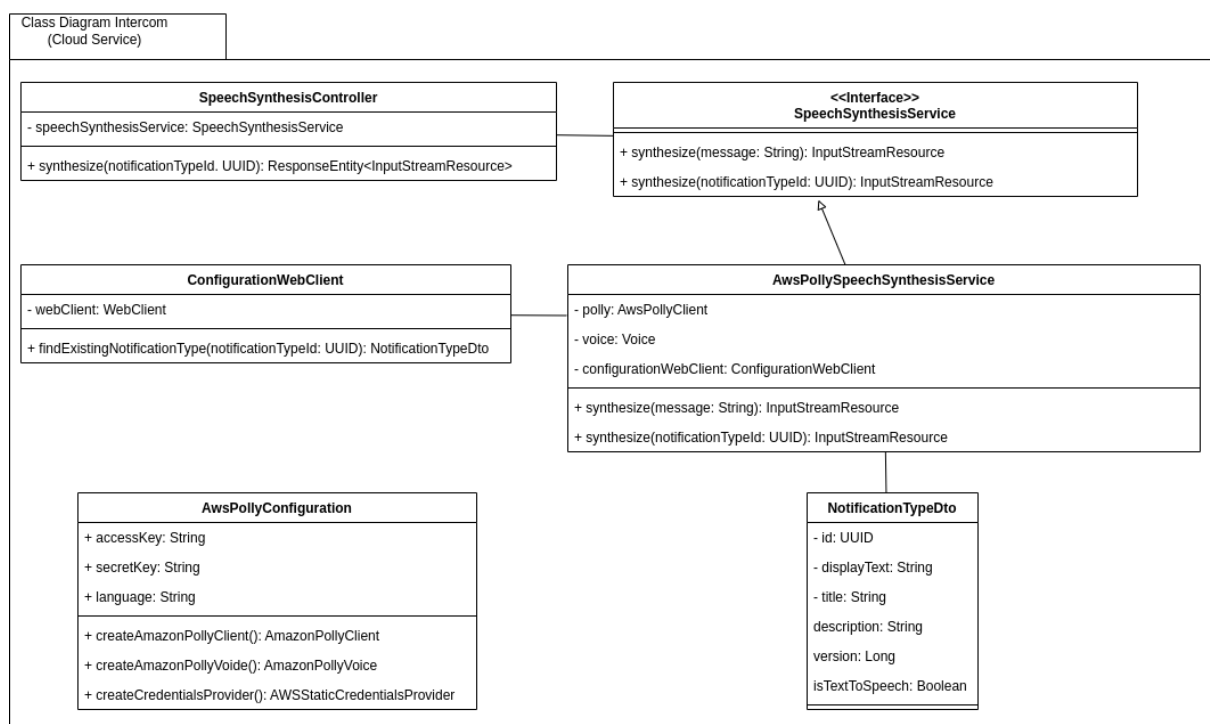 Class Diagram Intercom
(Cloud Service)
SpeechSynthesisController
- speechSynthesisService: SpeechSynthesisService
+ synthesize(notificationTypeId. UUID): ResponseEntity<InputStreamResource>
<<Interface>>
SpeechSynthesisService
+ synthesize(message: String): InputStreamResource
+ synthesize(notificationTypeId: UUID): InputStreamResource
ConfigurationWebClient
- webClient: WebClient
+ findExistingNotificationType(notificationTypeId: UUID): NotificationTypeDto
AwsPollySpeechSynthesisService
- polly: AwsPollyClient
- voice: Voice
- configurationWebClient: ConfigurationWebClient
+ synthesize(message: String): InputStreamResource
+ synthesize(notificationTypeId: UUID): InputStreamResource
AwsPollyConfiguration
+ accessKey: String
+ secretKey: String
+ language: String
+ createAmazonPollyClient(): AmazonPollyClient
+ createAmazonPollyVoide(): AmazonPollyVoice
+ createCredentialsProvider(): AWSStaticCredentialsProvider
NotificationTypeDto
- id: UUID
- displayText: String
- title: String
description: String
version: Long
isTextToSpeech: Boolean